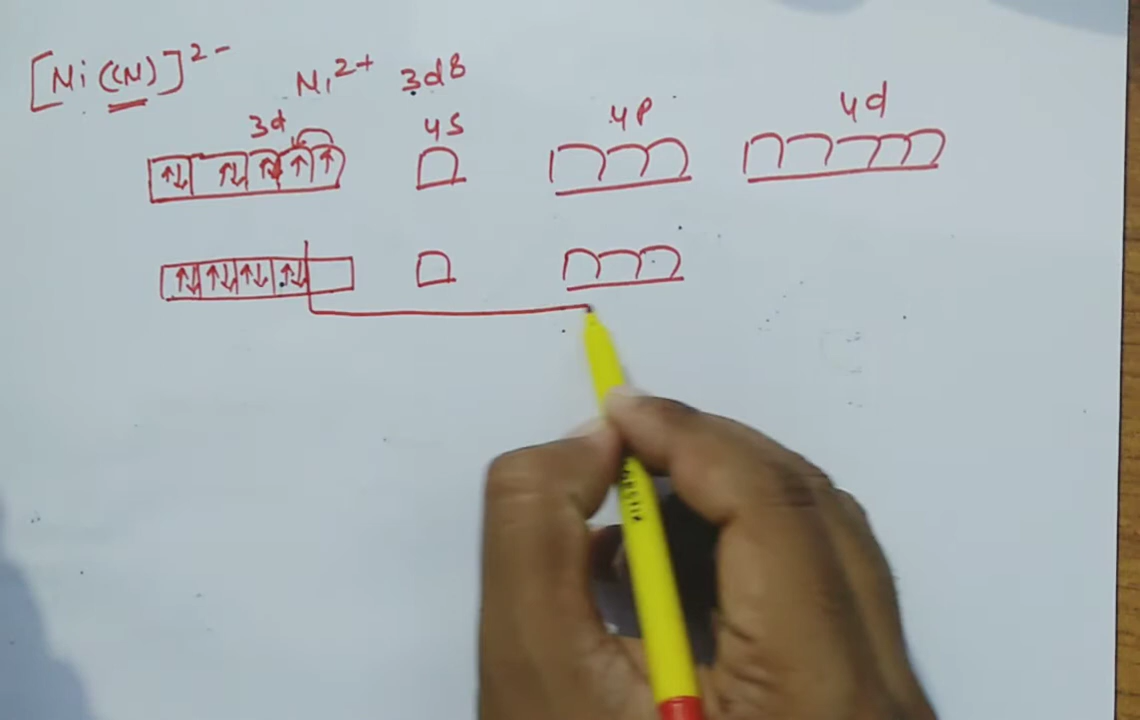 [Ni(CN)]²⁻ Ni²⁺ 3d8
3d 4s 4p 4d
↑↓ ↑↓ ↑↓ ↑ ↑
↑↓ ↑↓ ↑↓ ↑↓